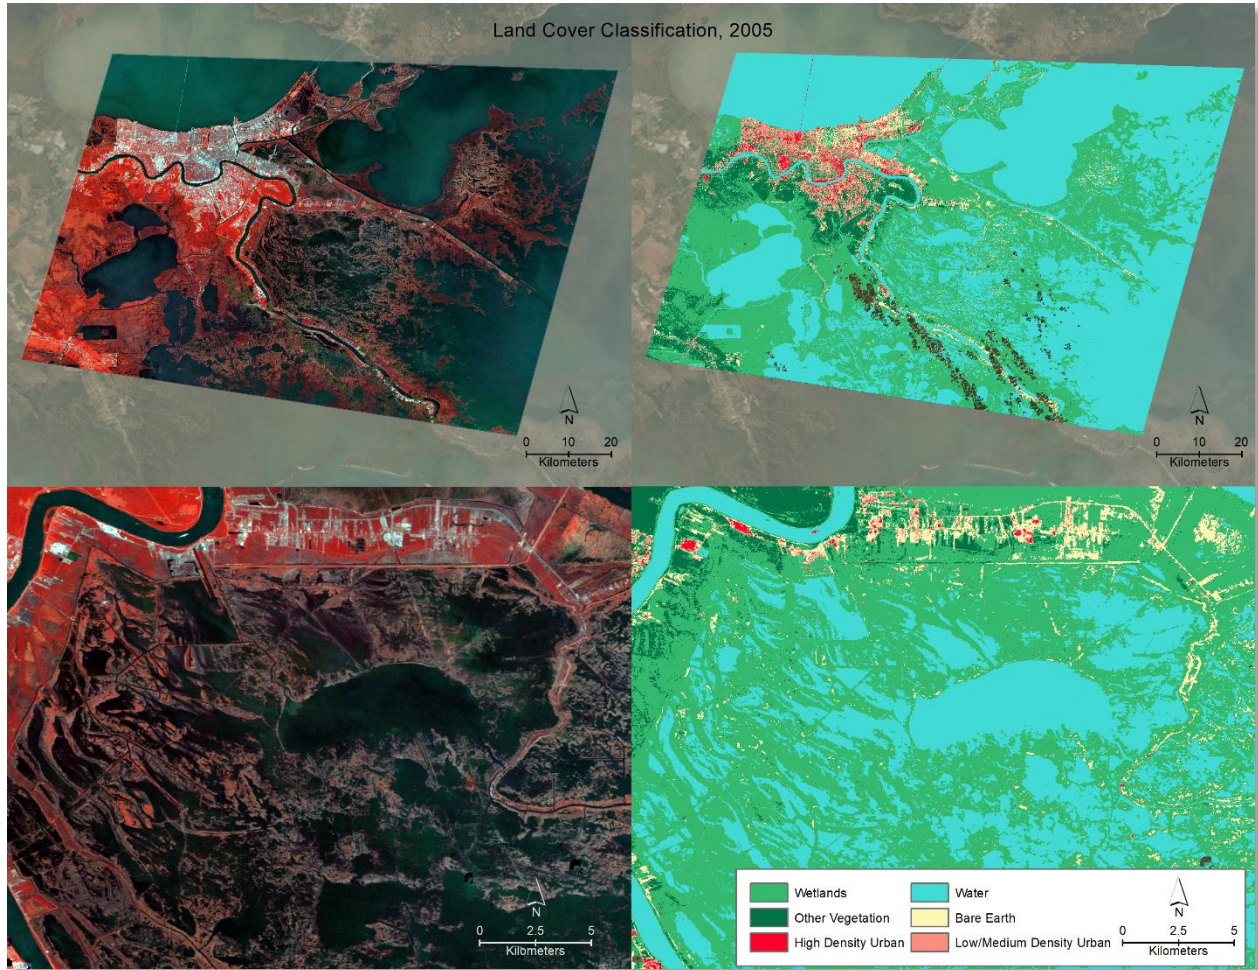 Land Cover Classification, 2005
N
0 10 20
Kilometers
N
0 10 20
Kilometers
N
0 2.5 5
Kilometers
Wetlands
Water
Other Vegetation
Bare Earth
High Density Urban
Low/Medium Density Urban
N
0 2.5 5
Kilometers